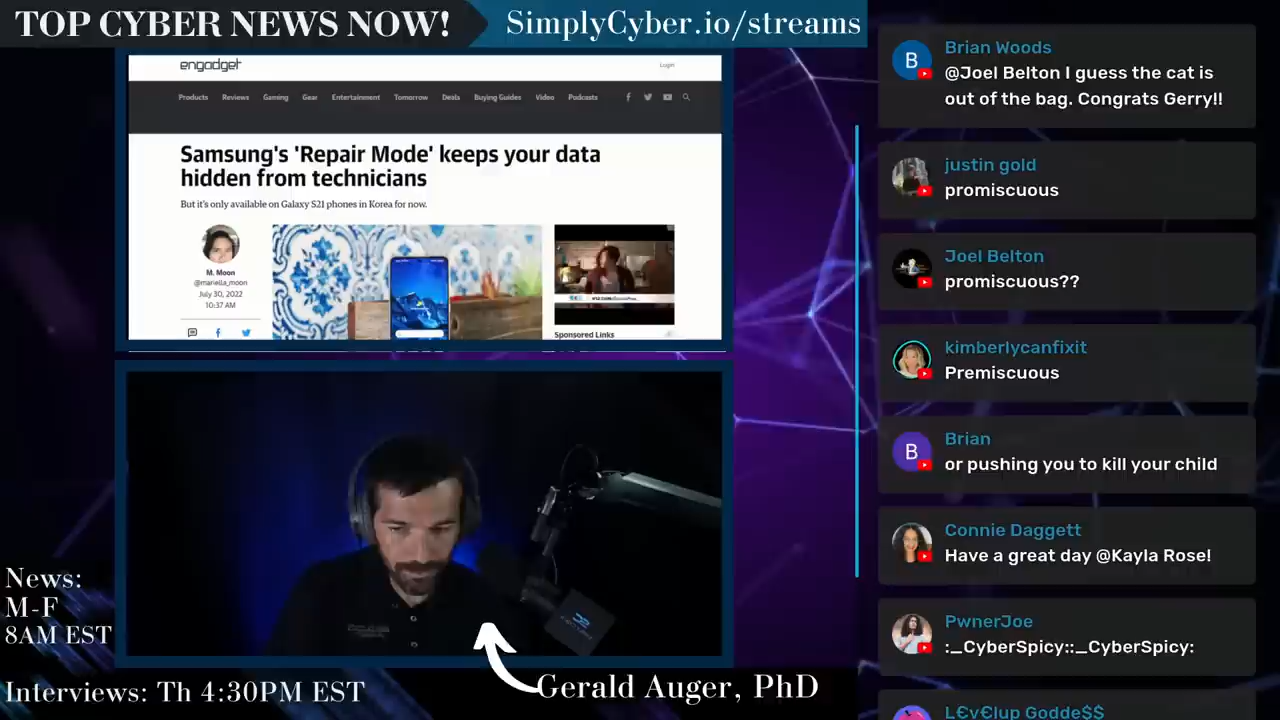 TOP CYBER NEWS NOW!
SimplyCyber.io/streams
engadget
Login
Products Reviews Gaming Gear Entertainment Tomorrow Deals Buying Guides Video Podcasts
Samsung's 'Repair Mode' keeps your data
hidden from technicians
But it's only available on Galaxy S21 phones in Korea for now.
M. Moon
@mariella_moon
July 30, 2022
10:37 AM
Sponsored Links
News:
M-F
8AM EST
Interviews: Th 4:30PM EST
Gerald Auger, PhD
B
Brian Woods
@Joel Belton I guess the cat is
out of the bag. Congrats Gerry!!
justin gold
promiscuous
Joel Belton
promiscuous??
kimberlycanfixit
Premiscuous
B
Brian
or pushing you to kill your child
Connie Daggett
Have a great day @Kayla Rose!
PwnerJoe
:_CyberSpicy::_CyberSpicy:
L€v€lup Godde$$